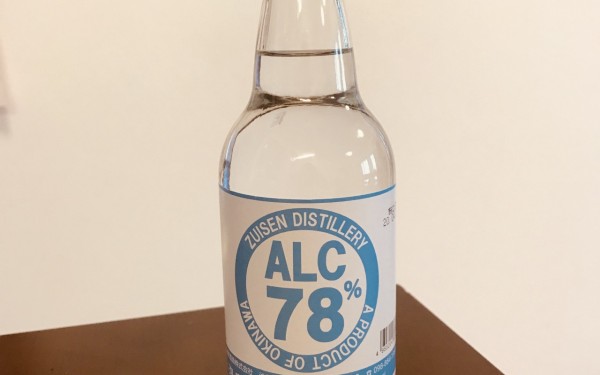 ZUISEN DISTILLERY
ALC
78%
A PRODUCT OF OKINAWA